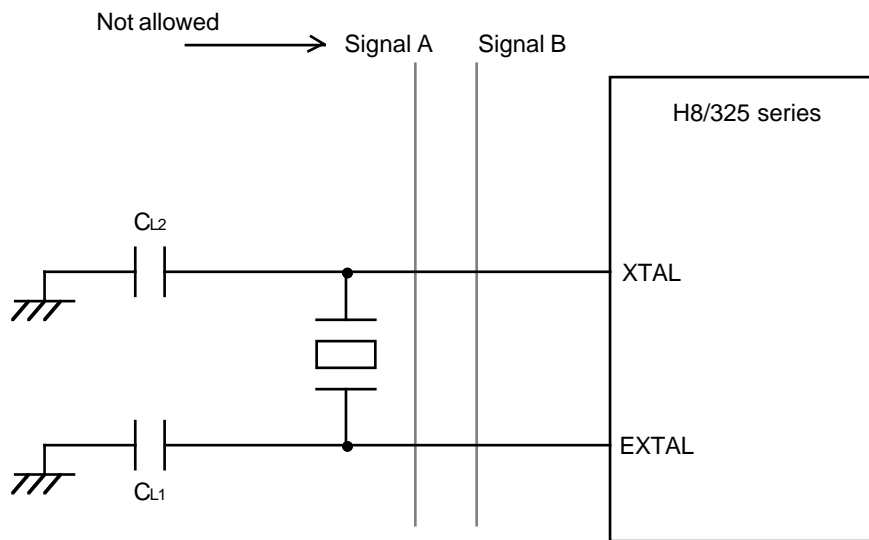 Not allowed
Signal A
Signal B
H8/325 series
CL2
XTAL
EXTAL
CL1